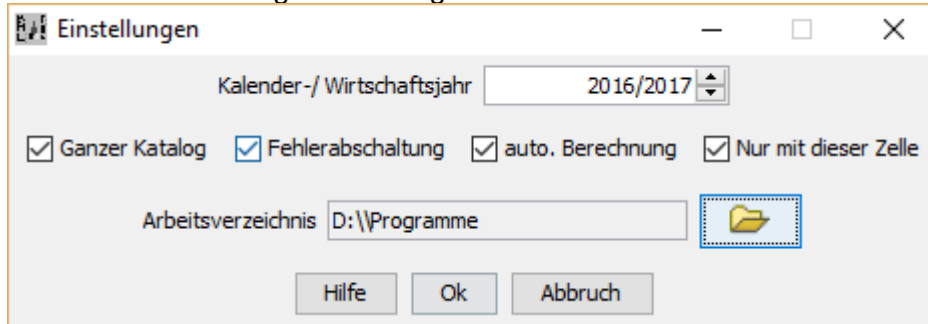 Einstellungen
Kalender-/ Wirtschaftsjahr 2016/2017
Ganzer Katalog Fehlerabschaltung auto. Berechnung Nur mit dieser Zelle
Arbeitsverzeichnis D:\\Programme
Hilfe Ok Abbruch